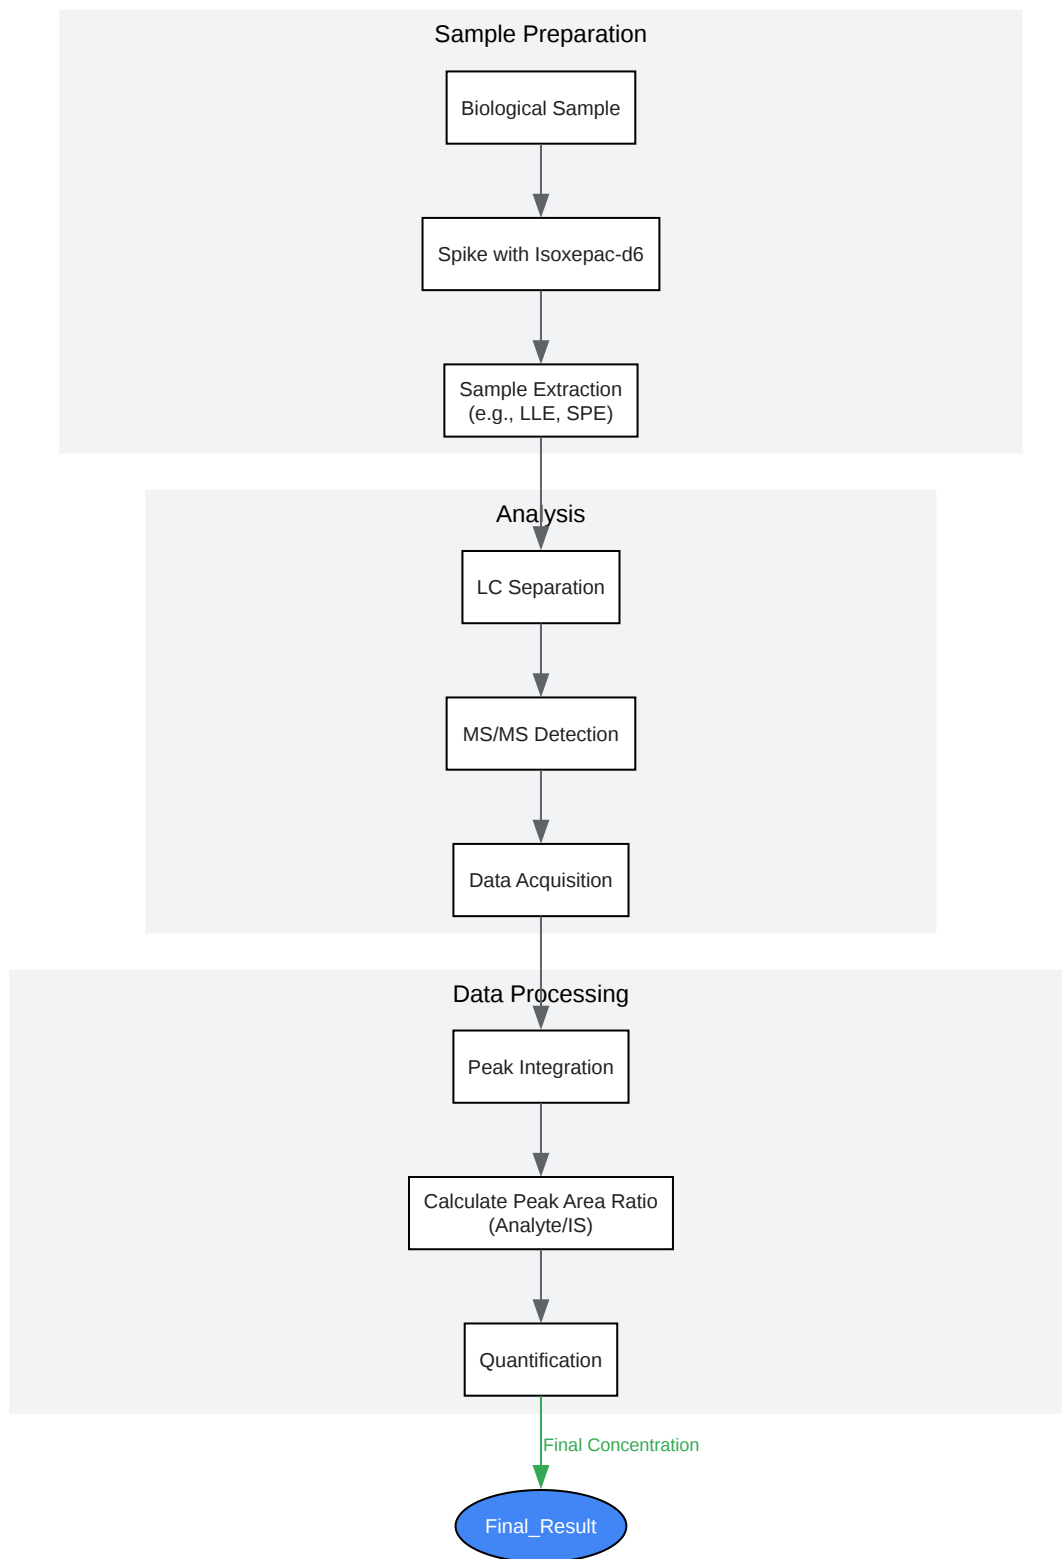 Sample Preparation
Biological Sample
Spike with Isoxepac-d6
Sample Extraction
(e.g., LLE, SPE)
Analysis
LC Separation
MS/MS Detection
Data Acquisition
Data Processing
Peak Integration
Calculate Peak Area Ratio
(Analyte/IS)
Quantification
Final Concentration
Final_Result